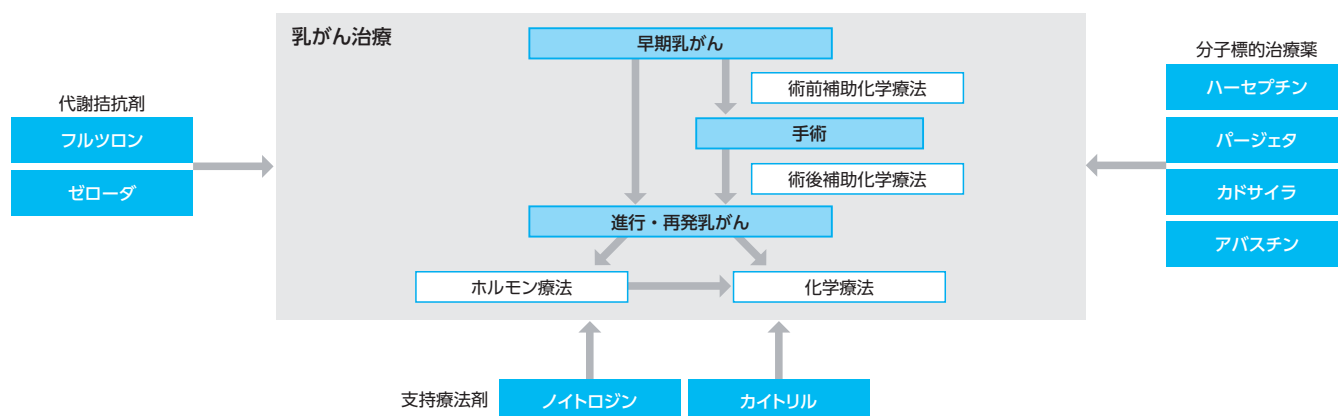 乳がん治療
早期乳がん
術前補助化学療法
手術
術後補助化学療法
進行・再発乳がん
ホルモン療法
化学療法
代謝拮抗剤
フルツロン
ゼローダ
分子標的治療薬
ハーセプチン
パージェタ
カドサイラ
アバスチン
支持療法剤
ノイトロジン
カイトリル